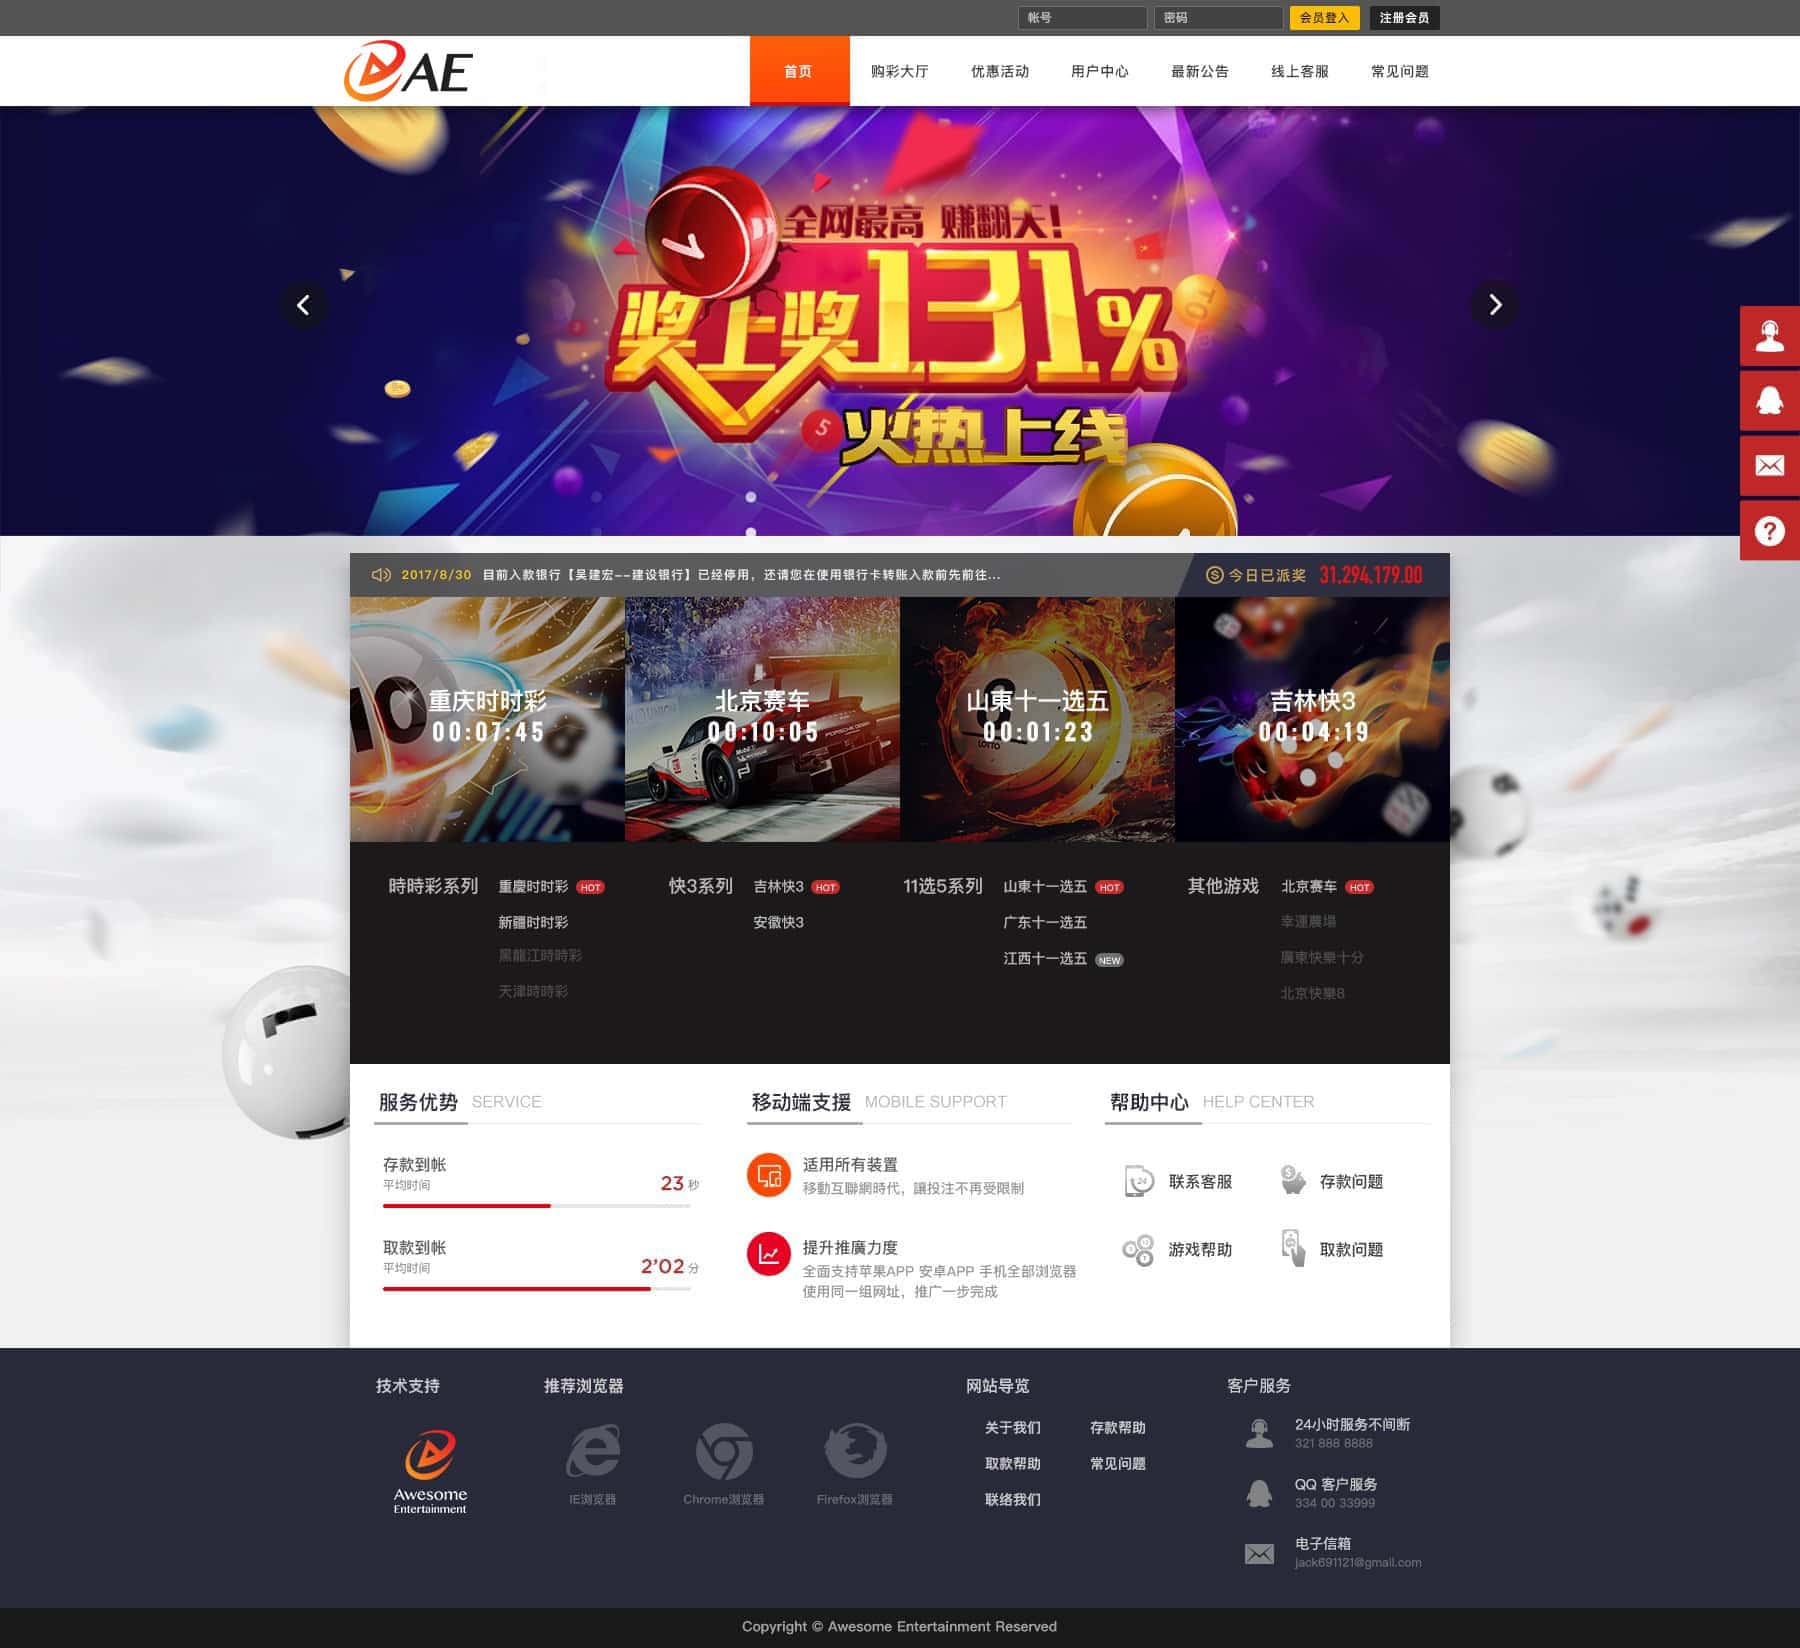 帐号
密码
会员登入
注册会员
AE
首页
购彩大厅
优惠活动
用户中心
最新公告
线上客服
常见问题
全网最高 赚翻天!
奖上奖131%
火热上线
5
2017/8/30 目前入款银行【吴建宏--建设银行】已经停用，还请您在使用银行卡转账入款前先前往...
今日已派奖 31,294,179.00
重庆时时彩
00:07:45
北京赛车
00:10:05
山東十一选五
00:01:23
LOTTO
吉林快3
00:04:19
時時彩系列
重慶时时彩 HOT
新疆时时彩
黑龍江時時彩
天津時時彩
快3系列
吉林快3 HOT
安徽快3
11选5系列
山東十一选五 HOT
广东十一选五
江西十一选五 NEW
其他游戏
北京赛车 HOT
幸運農場
廣東快樂十分
北京快樂8
服务优势 SERVICE
存款到帐
平均时间
23 秒
取款到帐
平均时间
2'02 分
移动端支援 MOBILE SUPPORT
适用所有装置
移動互聯網時代，讓投注不再受限制
提升推廣力度
全面支持苹果APP 安卓APP 手机全部浏览器
使用同一组网址，推广一步完成
帮助中心 HELP CENTER
24
联系客服
存款问题
游戏帮助
取款问题
技术支持
Awesome
Entertainment
推荐浏览器
IE浏览器
Chrome浏览器
Firefox浏览器
网站导览
关于我们
存款帮助
取款帮助
常见问题
联络我们
客户服务
24小时服务不间断
321 888 8888
QQ 客户服务
334 00 33999
电子信箱
jack691121@gmail.com
Copyright © Awesome Entertainment Reserved